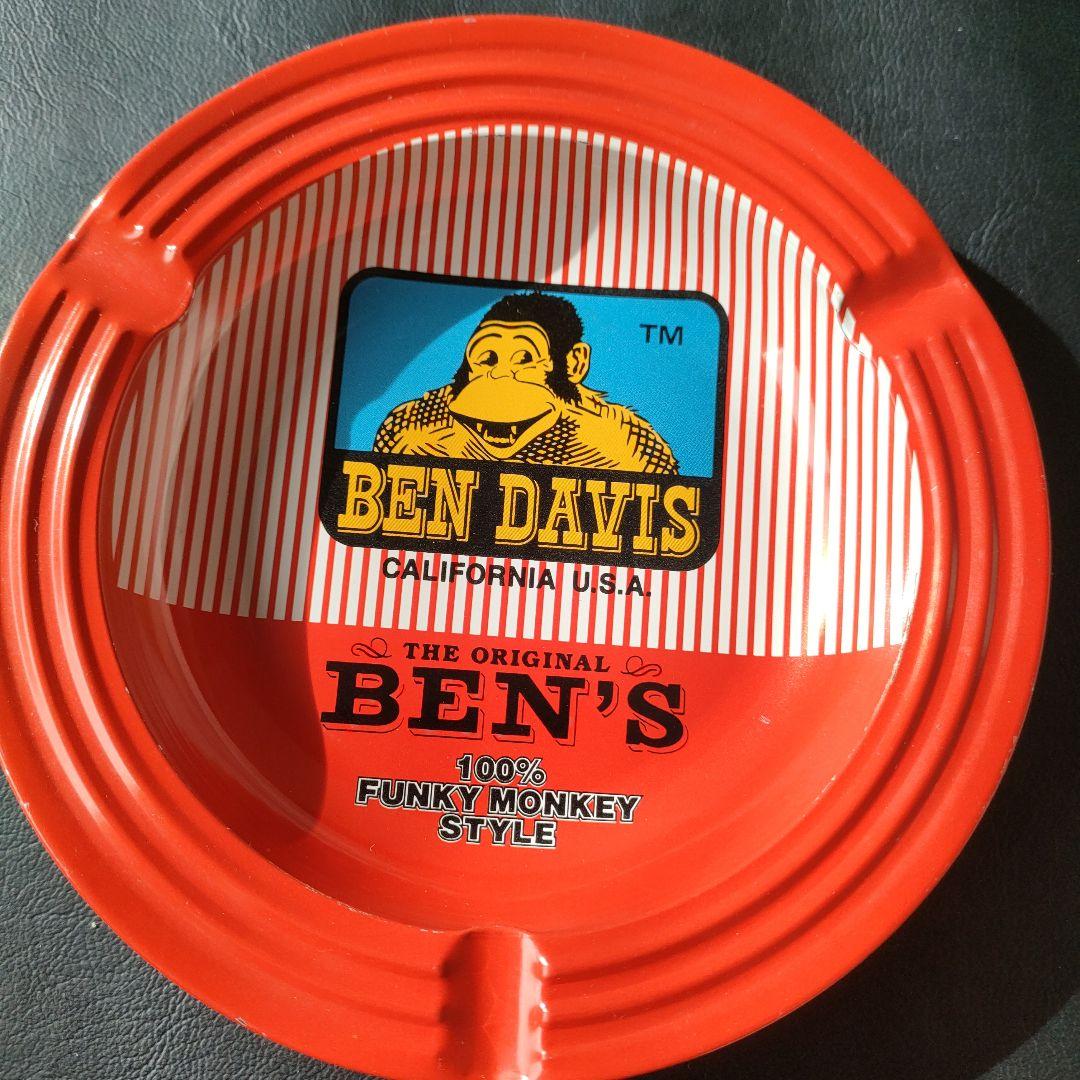 TM
BEN DAVIS
CALIFORNIA U.S.A.
THE ORIGINAL
BEN'S
100%
FUNKY MONKEY
STYLE